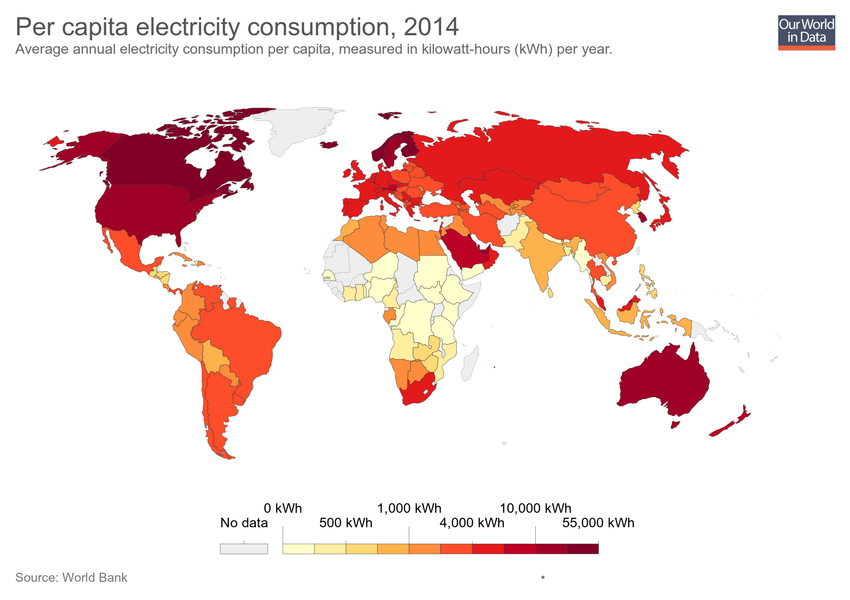 Per capita electricity consumption, 2014
Average annual electricity consumption per capita, measured in kilowatt-hours (kWh) per year.
Our World
in Data
0 kWh 1,000 kWh 10,000 kWh
No data 500 kWh 4,000 kWh 55,000 kWh
Source: World Bank